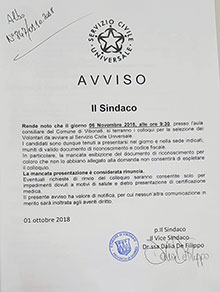 Albo
SERVIZIO CIVILE
UNIVERSALE
AVVISO
Il Sindaco
Rende noto che il giorno 06 Novembre 2018, alle ore 9:30, presso l'aula
consiliare del Comune di Vibonati, si terranno i colloqui per la selezione dei
Volontari da avviare al Servizio Civile Universale.
I candidati sono dunque tenuti a presentarsi nel giorno e nella sede indicati,
muniti di valido documento di riconoscimento e codice fiscale.
In particolare, la mancata esibizione del documento di riconoscimento per
coloro che non lo abbiano allegato alla domanda non consentirà di espletare
il colloquio.
La mancata presentazione è considerata rinuncia.
Eventuali richieste di rinvio del colloquio saranno consentite solo per
impedimenti dovuti a motivi di salute e dietro presentazione di certificazione
medica.
Il presente avviso ha valore di notifica, per cui nessun altra comunicazione in
merito sarà inoltrata agli aventi diritto.
01 ottobre 2018
p.Il Sindaco
Il Vice Sindaco
Dr.ssa Dalia De Filippo